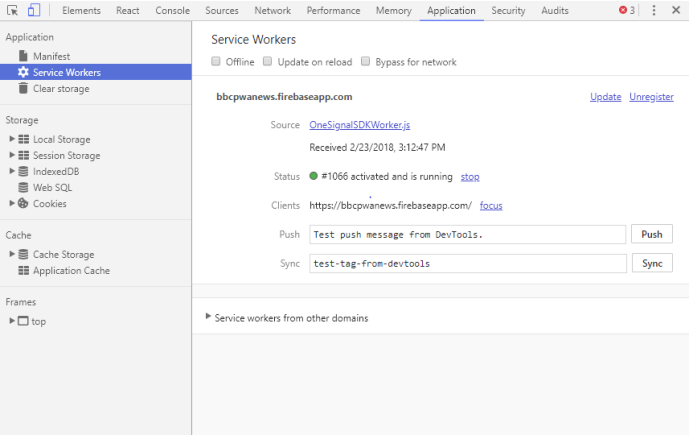 Elements React Console Sources Network Performance Memory Application Security Audits 3
Application
Manifest
Service Workers
Clear storage
Storage
Local Storage
Session Storage
IndexedDB
Web SQL
Cookies
Cache
Cache Storage
Application Cache
Frames
top
Service Workers
Offline Update on reload Bypass for network
bbcpwanews.firebaseapp.com Update Unregister
Source OneSignalSDKWorker.js
Received 2/23/2018, 3:12:47 PM
Status #1066 activated and is running stop
Clients https://bbcpwanews.firebaseapp.com/ focus
Push Test push message from DevTools. Push
Sync test-tag-from-devtools Sync
Service workers from other domains